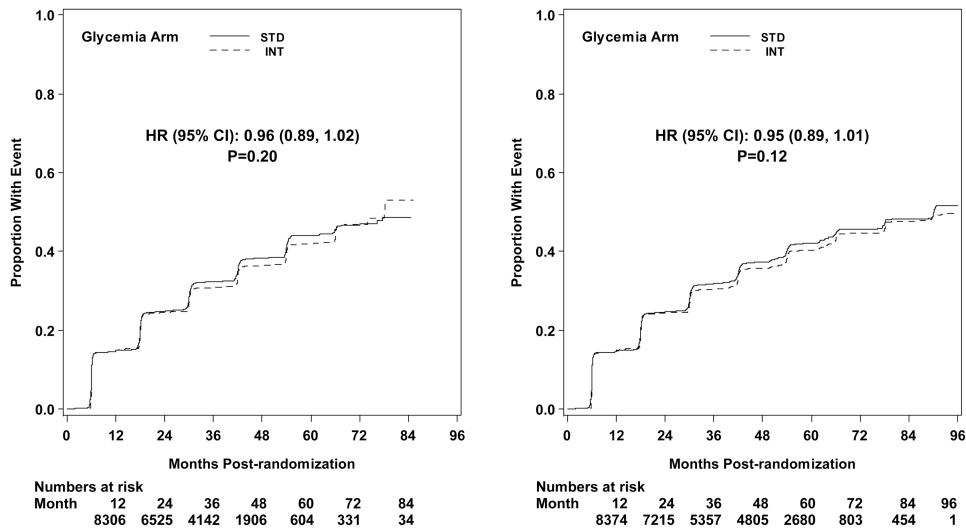 Glycemia Arm
STD
INT
HR (95% CI): 0.96 (0.89, 1.02)
P=0.20
Proportion With Event
1.0
0.8
0.6
0.4
0.2
0.0
0 12 24 36 48 60 72 84 96
Months Post-randomization
Numbers at risk
Month 12 24 36 48 60 72 84
8306 6525 4142 1906 604 331 34
Glycemia Arm
STD
INT
HR (95% CI): 0.95 (0.89, 1.01)
P=0.12
Proportion With Event
1.0
0.8
0.6
0.4
0.2
0.0
0 12 24 36 48 60 72 84 96
Months Post-randomization
Numbers at risk
Month 12 24 36 48 60 72 84 96
8374 7215 5357 4805 2680 803 454 1